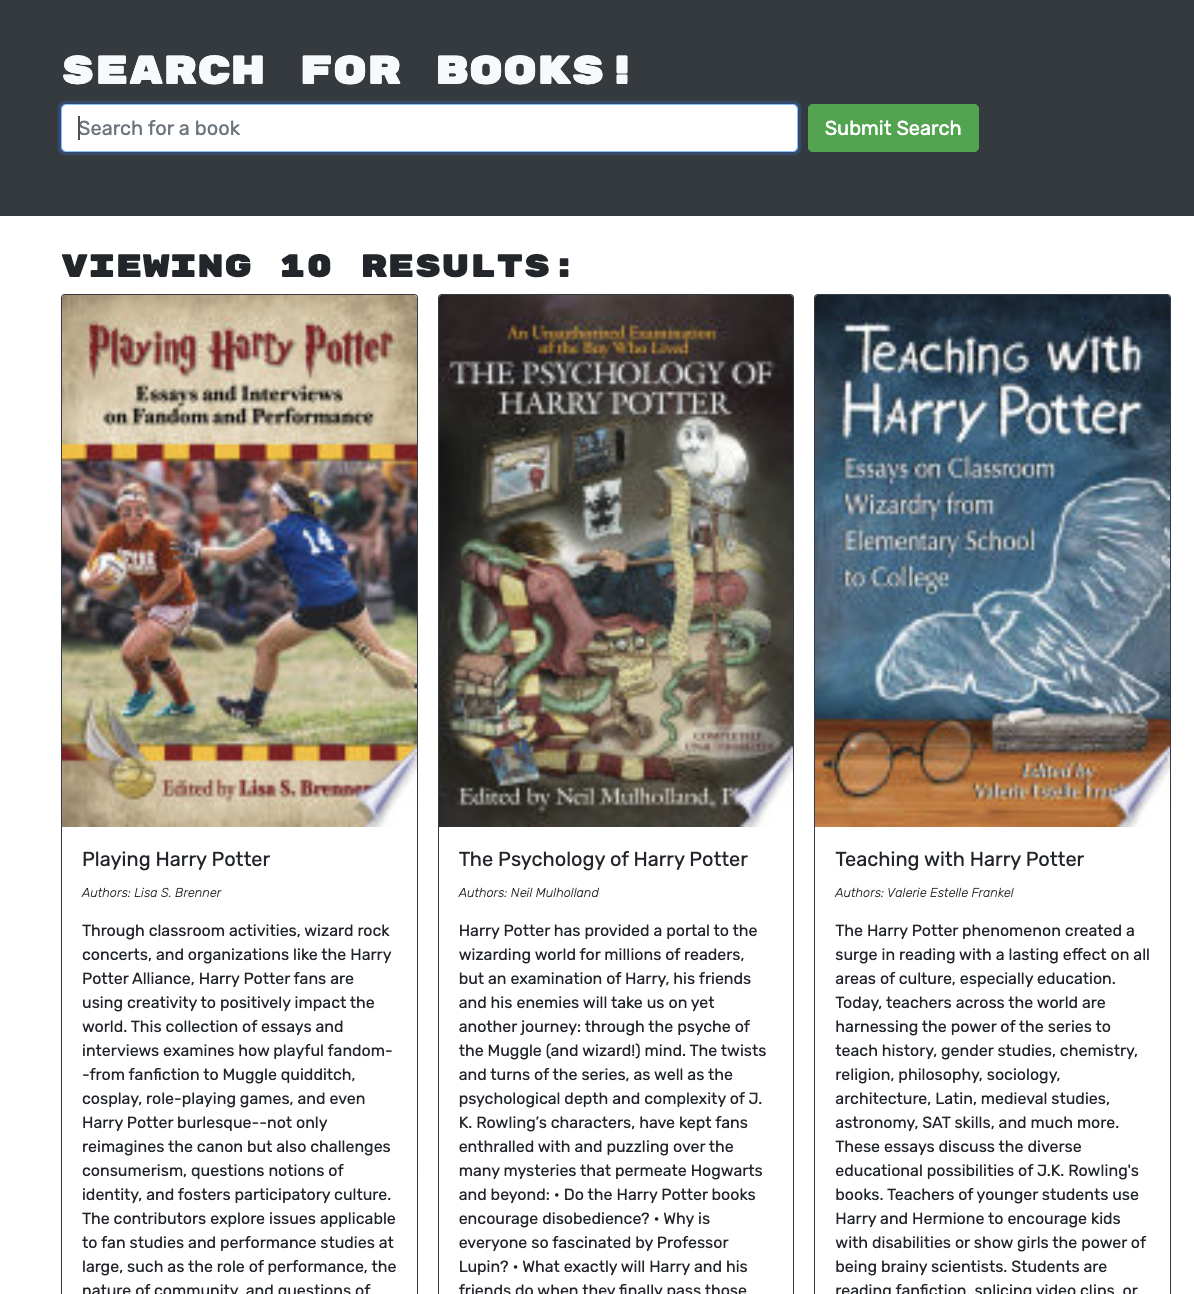 SEARCH FOR BOOKS!
Search for a book
Submit Search
VIEWING 10 RESULTS:
Playing Harry Potter
Essays and Interviews
on Fandom and Performance
14
Edited by Lisa S. Brenner
Playing Harry Potter
Authors: Lisa S. Brenner
Through classroom activities, wizard rock
concerts, and organizations like the Harry
Potter Alliance, Harry Potter fans are
using creativity to positively impact the
world. This collection of essays and
interviews examines how playful fandom-
-from fanfiction to Muggle quidditch,
cosplay, role-playing games, and even
Harry Potter burlesque--not only
reimagines the canon but also challenges
consumerism, questions notions of
identity, and fosters participatory culture.
The contributors explore issues applicable
to fan studies and performance studies at
large, such as the role of performance, the
nature of community, and questions of
An Unauthorized Examination
of the Boy Who Lived
THE PSYCHOLOGY OF
HARRY POTTER
COMPLETELY
UNAUTHORIZED
Edited by Neil Mulholland, P
The Psychology of Harry Potter
Authors: Neil Mulholland
Harry Potter has provided a portal to the
wizarding world for millions of readers,
but an examination of Harry, his friends
and his enemies will take us on yet
another journey: through the psyche of
the Muggle (and wizard!) mind. The twists
and turns of the series, as well as the
psychological depth and complexity of J.
K. Rowling’s characters, have kept fans
enthralled with and puzzling over the
many mysteries that permeate Hogwarts
and beyond: • Do the Harry Potter books
encourage disobedience? • Why is
everyone so fascinated by Professor
Lupin? • What exactly will Harry and his
friends do when they finally pass those
Teaching with
Harry Potter
Essays on Classroom
Wizardry from
Elementary School
to College
Edited by
Valerie Estelle Fran
Teaching with Harry Potter
Authors: Valerie Estelle Frankel
The Harry Potter phenomenon created a
surge in reading with a lasting effect on all
areas of culture, especially education.
Today, teachers across the world are
harnessing the power of the series to
teach history, gender studies, chemistry,
religion, philosophy, sociology,
architecture, Latin, medieval studies,
astronomy, SAT skills, and much more.
These essays discuss the diverse
educational possibilities of J.K. Rowling's
books. Teachers of younger students use
Harry and Hermione to encourage kids
with disabilities or show girls the power of
being brainy scientists. Students are
reading fanfiction, splicing video clips, or